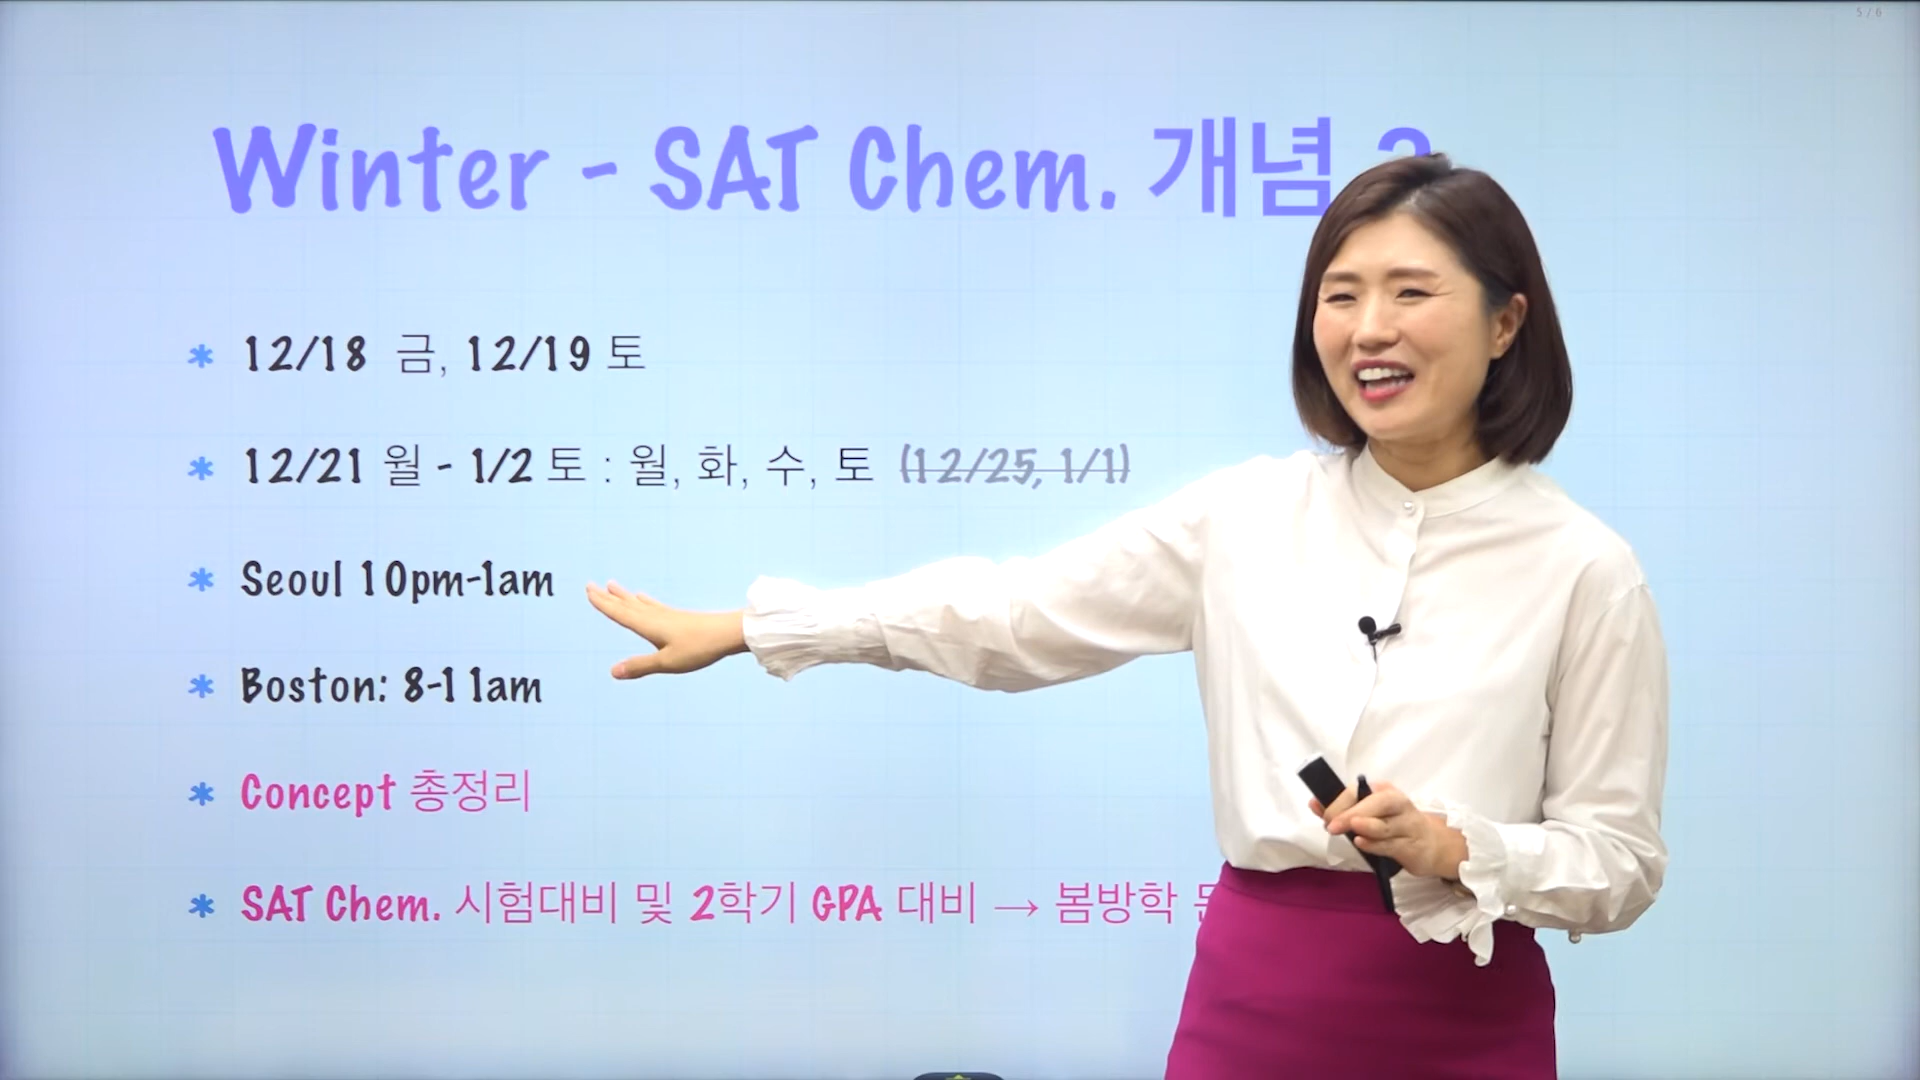 5 / 6
Winter - SAT Chem. 개념
* 12/18 금, 12/19 토
* 12/21 월 - 1/2 토 : 월, 화, 수, 토 (12/25, 1/1)
* Seoul 10pm-1am
* Boston: 8-11am
* Concept 총정리
* SAT Chem. 시험대비 및 2학기 GPA 대비 → 봄방학